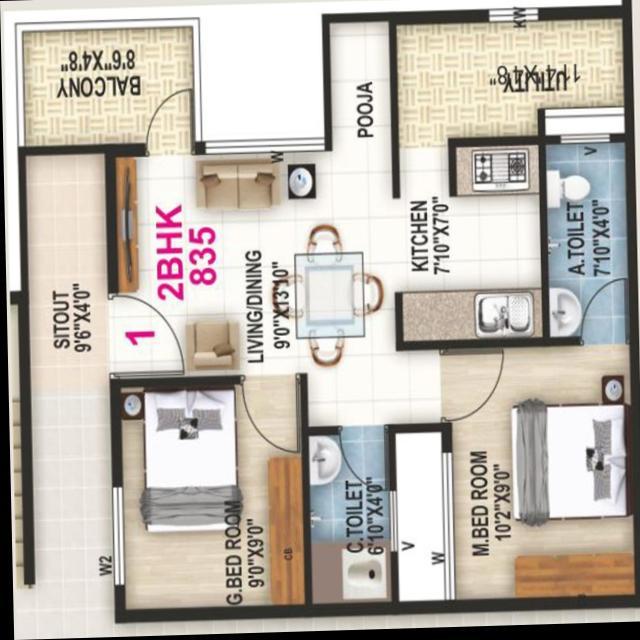 BALCONY
8'6"X4'8"
KW
UTILITY
11'4"X4'8"
POOJA
W
V
2BHK
835
1
SITOUT
9'6"X4'0"
LIVING/DINING
9'0"X13'10"
KITCHEN
7'10"X7'0"
A.TOILET
7'10"X4'0"
G.BED ROOM
9'0"X9'0"
CB
W2
C.TOILET
6'10"X4'0"
V
W
M.BED ROOM
10'2"X9'0"